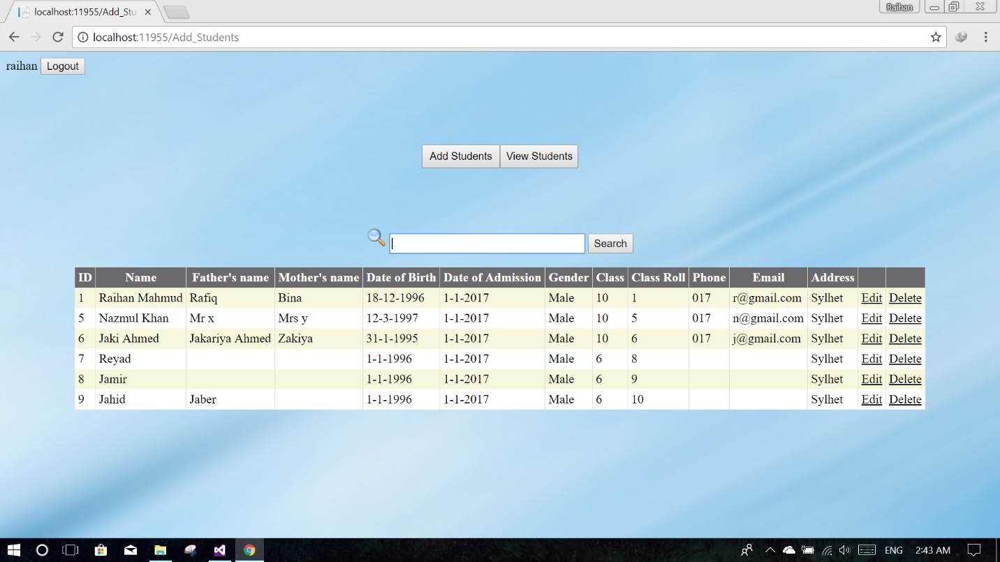 localhost:11955/Add_Stu
Raihan
localhost:11955/Add_Students
raihan Logout
Add Students View Students
Search
ID Name Father's name Mother's name Date of Birth Date of Admission Gender Class Class Roll Phone Email Address
1 Raihan Mahmud Rafiq Bina 18-12-1996 1-1-2017 Male 10 1 017 r@gmail.com Sylhet Edit Delete
5 Nazmul Khan Mr x Mrs y 12-3-1997 1-1-2017 Male 10 5 017 n@gmail.com Sylhet Edit Delete
6 Jaki Ahmed Jakariya Ahmed Zakiya 31-1-1995 1-1-2017 Male 10 6 017 j@gmail.com Sylhet Edit Delete
7 Reyad 1-1-1996 1-1-2017 Male 6 8 Sylhet Edit Delete
8 Jamir 1-1-1996 1-1-2017 Male 6 9 Sylhet Edit Delete
9 Jahid Jaber 1-1-1996 1-1-2017 Male 6 10 Sylhet Edit Delete
ENG 2:43 AM